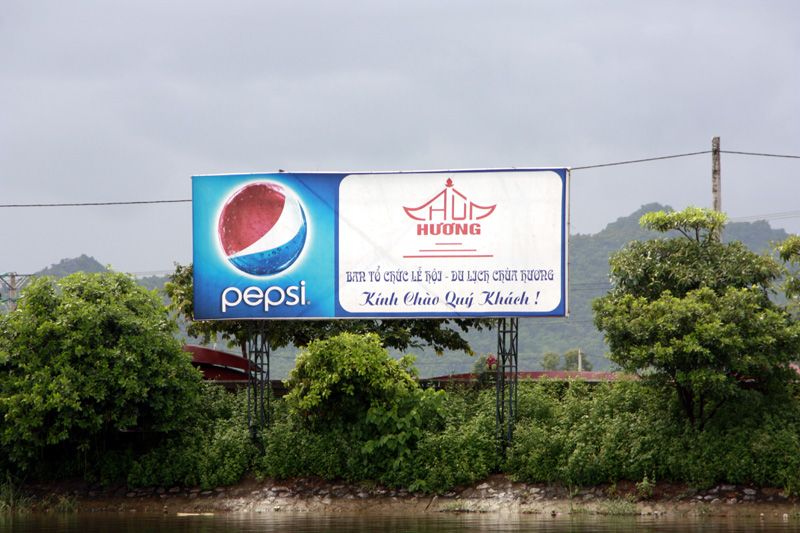 pepsi
CHÙA
HƯƠNG
BAN TỔ CHỨC LỄ HỘI - DU LỊCH CHÙA HƯƠNG
Kính Chào Quý Khách !